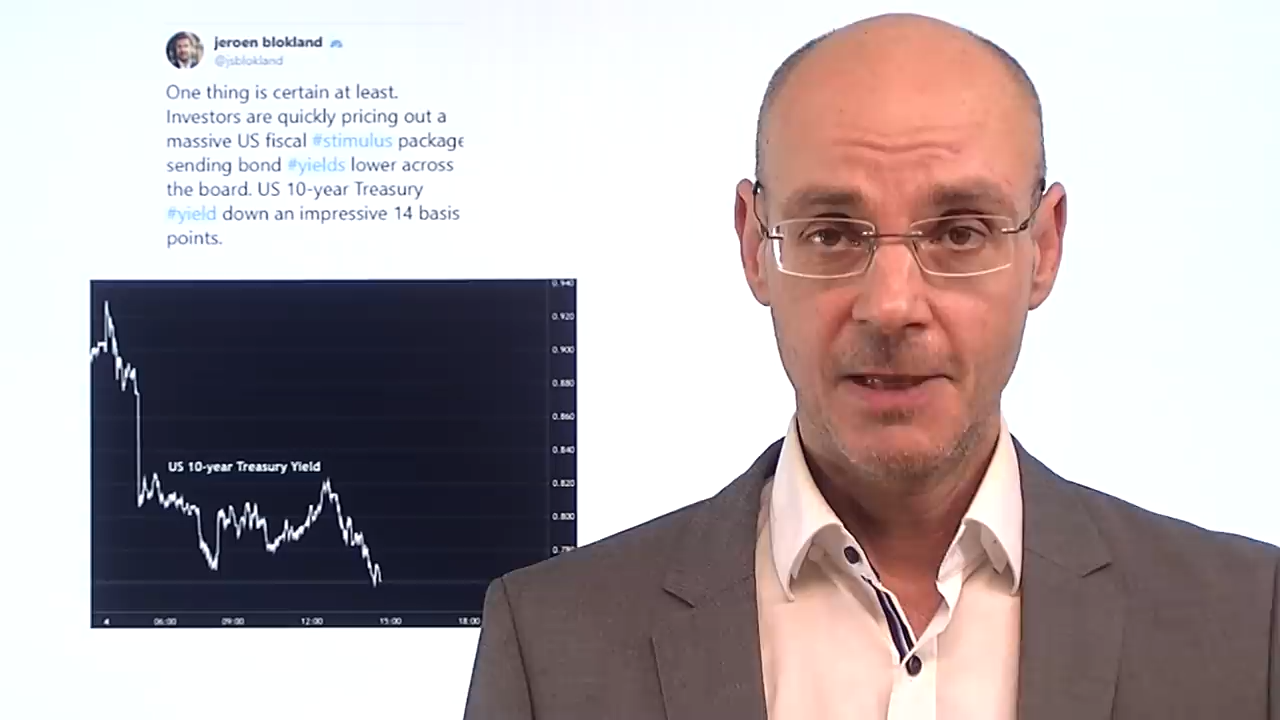 jeroen blokland
@jsblokland
One thing is certain at least.
Investors are quickly pricing out a
massive US fiscal #stimulus package
sending bond #yields lower across
the board. US 10-year Treasury
#yield down an impressive 14 basis
points.
0.940
0.920
0.900
0.880
0.860
0.840
US 10-year Treasury Yield
0.820
0.800
4 06:00 09:00 12:00 15:00 18:00